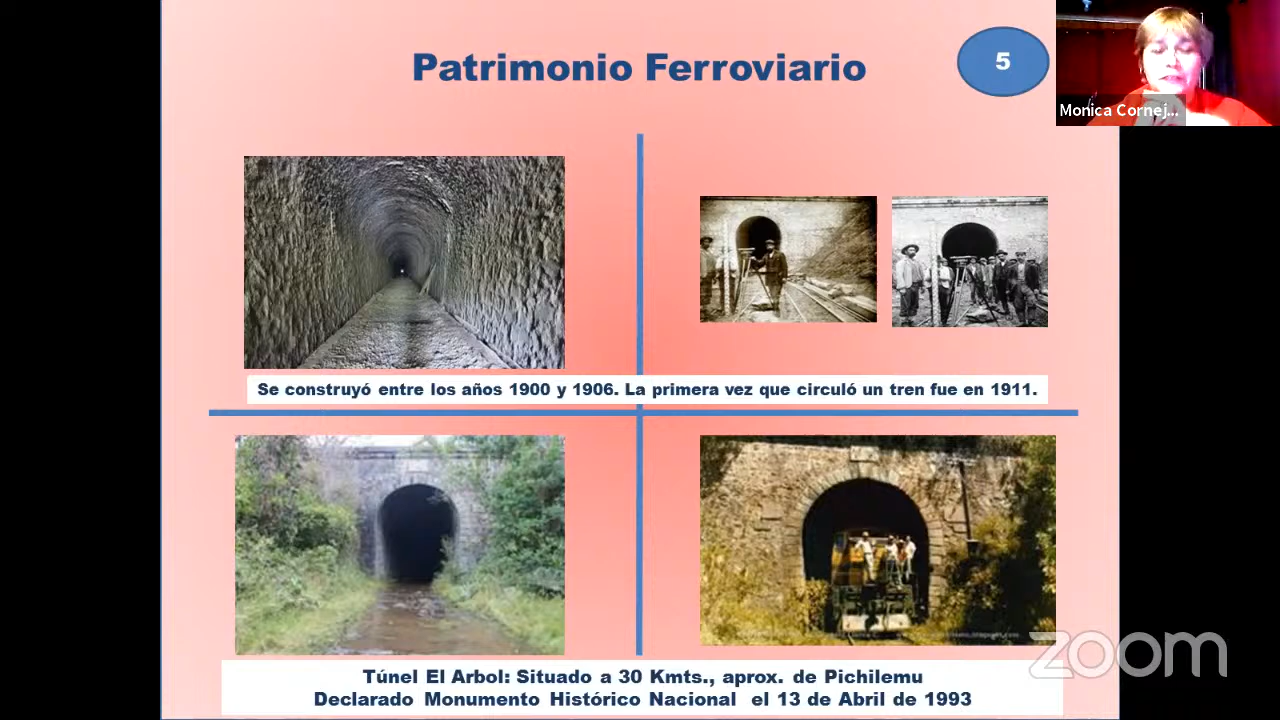 Patrimonio Ferroviario
5
Monica Cornej...
Se construyó entre los años 1900 y 1906. La primera vez que circuló un tren fue en 1911.
Túnel El Arbol: Situado a 30 Kmts., aprox. de Pichilemu
Declarado Monumento Histórico Nacional el 13 de Abril de 1993
zoom